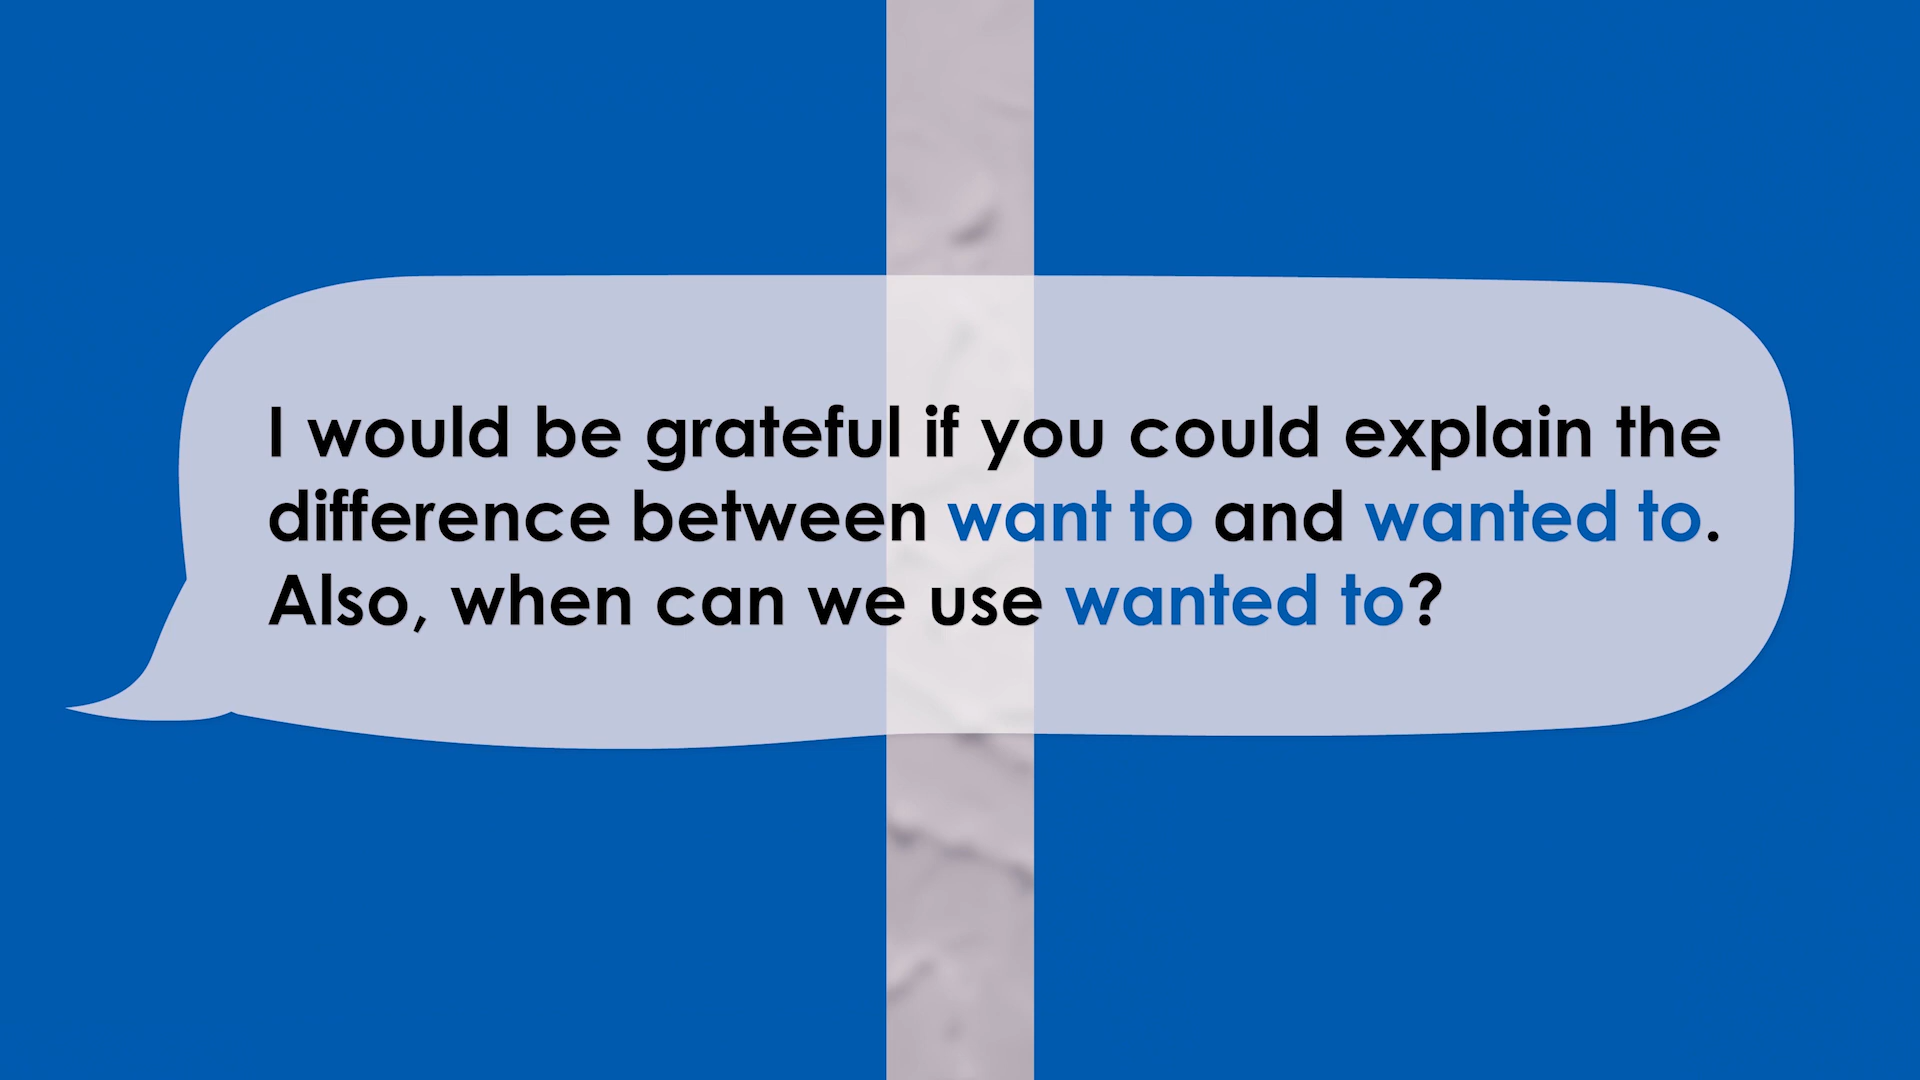 I would be grateful if you could explain the
difference between want to and wanted to.
Also, when can we use wanted to?